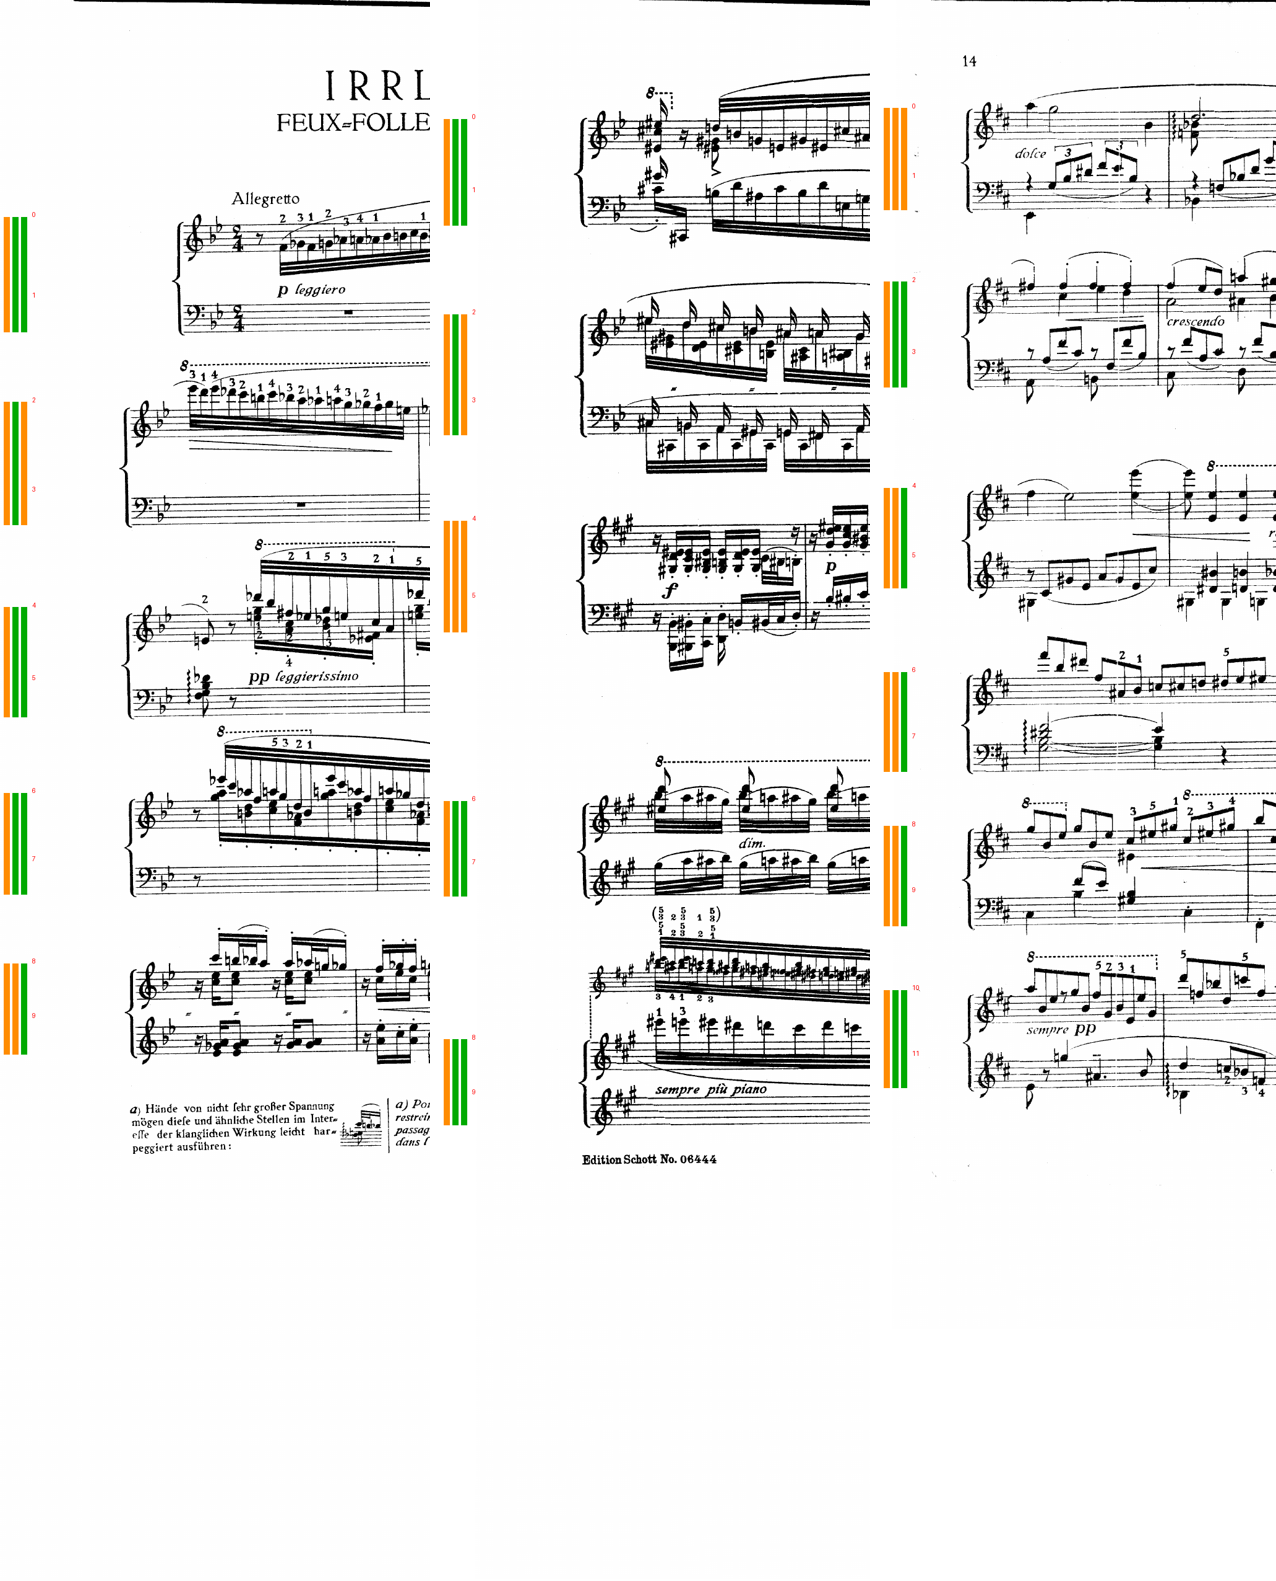 IRRL
FEUX=FOLLE
Allegretto
p leggiero
pp leggierissimo
a) Hände von nicht sehr großer Spannung
mögen diese und ähnliche Stellen im Inter-
esse der klanglichen Wirkung leicht har-
peggiert ausführen:
a) Po
restrei
passag
dans l
f
p
dim.
sempre più piano
Edition Schott No. 06444
14
dolce
crescendo
sempre pp